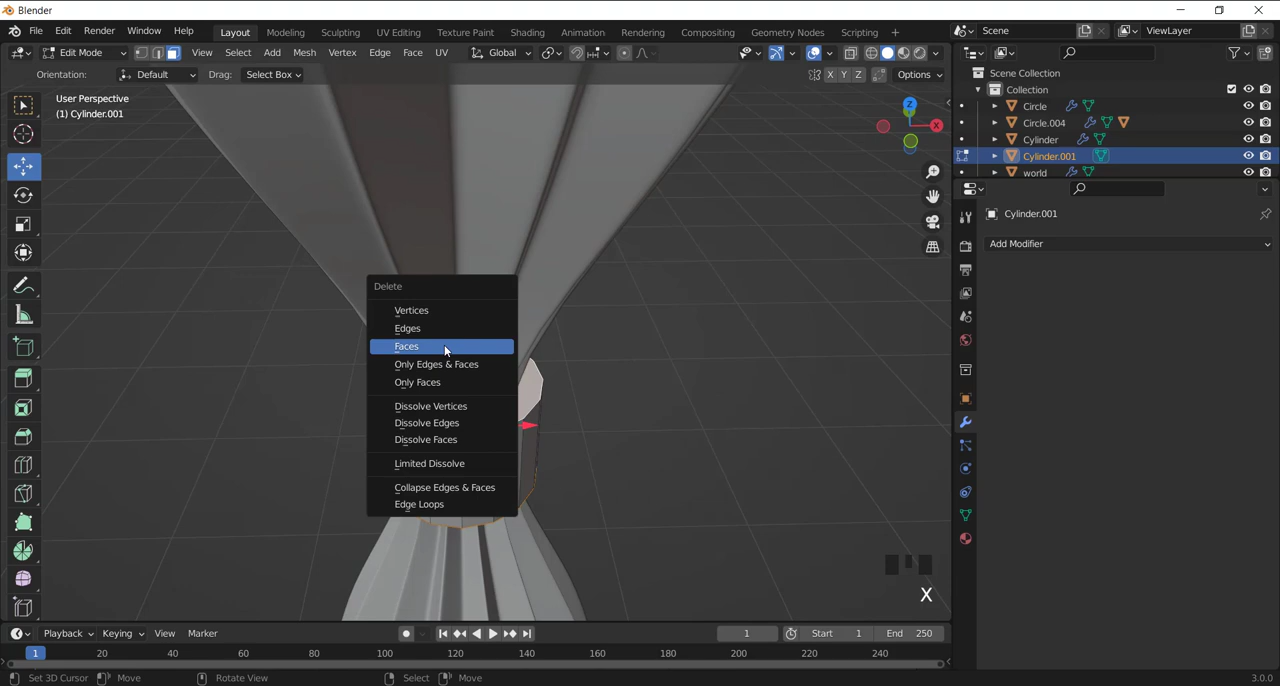 Blender
File Edit Render Window Help Layout Modeling Sculpting UV Editing Texture Paint Shading Animation Rendering Compositing Geometry Nodes Scripting + Scene ViewLayer
Edit Mode View Select Add Mesh Vertex Edge Face UV Global
Orientation: Default Drag: Select Box X Y Z Options
User Perspective
(1) Cylinder.001
Z
X
Scene Collection
Collection
Circle
Circle.004
Cylinder
Cylinder.001
world
Cylinder.001
Add Modifier
Delete
Vertices
Edges
Faces
Only Edges & Faces
Only Faces
Dissolve Vertices
Dissolve Edges
Dissolve Faces
Limited Dissolve
Collapse Edges & Faces
Edge Loops
X
Playback Keying View Marker 1 Start 1 End 250
1 20 40 60 80 100 120 140 160 180 200 220 240
Set 3D Cursor Move Rotate View Select Move 3.0.0